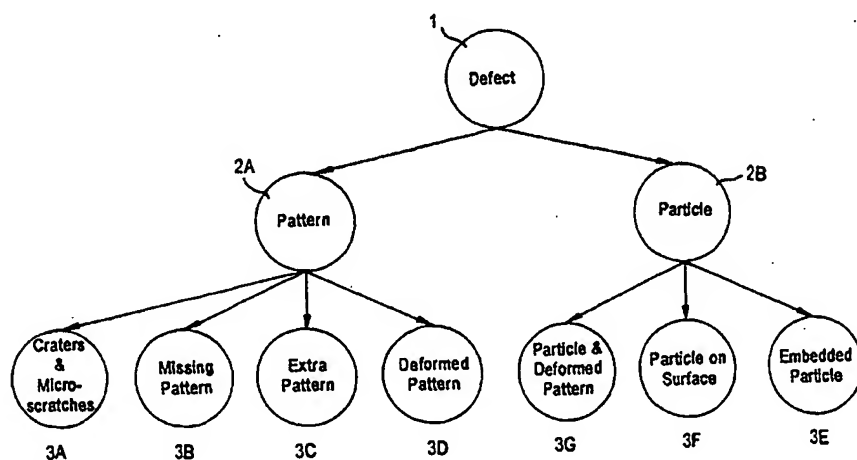 1
Defect
2A
Pattern
2B
Particle
Craters
&
Micro-
scratches
Missing
Pattern
Extra
Pattern
Deformed
Pattern
Particle &
Deformed
Pattern
Particle on
Surface
Embedded
Particle
3A
3B
3C
3D
3G
3F
3E